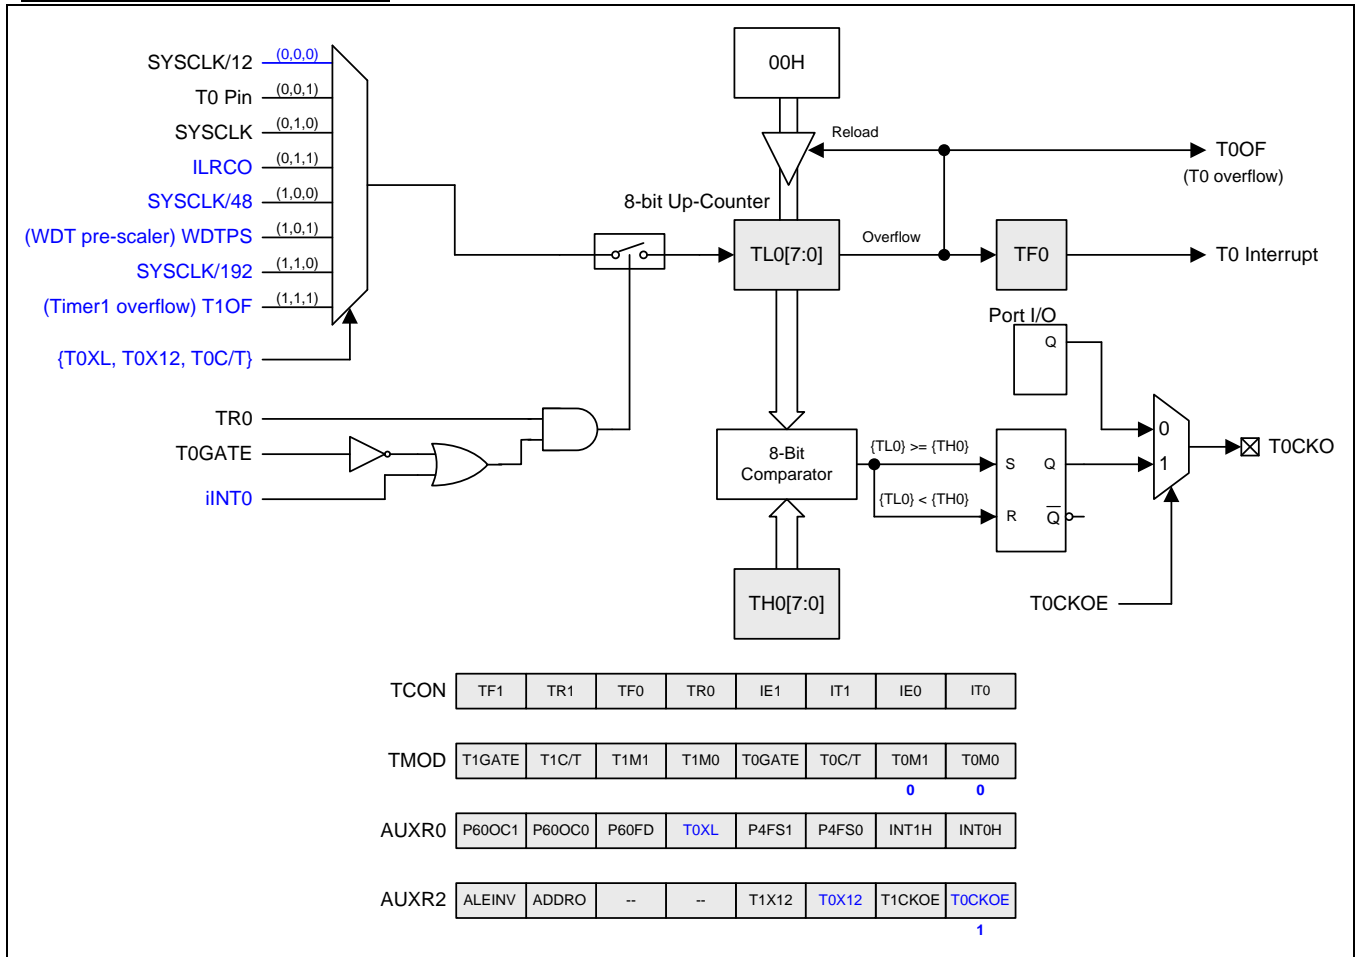 SYSCLK/12 (0,0,0)
T0 Pin (0,0,1)
SYSCLK (0,1,0)
ILRCO (0,1,1)
SYSCLK/48 (1,0,0)
(WDT pre-scaler) WDTPS (1,0,1)
SYSCLK/192 (1,1,0)
(Timer1 overflow) T1OF (1,1,1)
{T0XL, T0X12, T0C/T}
TR0
T0GATE
iINT0
00H
Reload
8-bit Up-Counter
TL0[7:0]
Overflow
T0OF
(T0 overflow)
TF0
T0 Interrupt
Port I/O
Q
8-Bit
Comparator
{TL0} >= {TH0}
{TL0} < {TH0}
S Q
R Q
0
1
T0CKO
TH0[7:0]
T0CKOE
TCON TF1 TR1 TF0 TR0 IE1 IT1 IE0 IT0
TMOD T1GATE T1C/T T1M1 T1M0 T0GATE T0C/T T0M1 T0M0
0 0
AUXR0 P60OC1 P60OC0 P60FD T0XL P4FS1 P4FS0 INT1H INT0H
AUXR2 ALEINV ADDRO -- -- T1X12 T0X12 T1CKOE T0CKOE
1